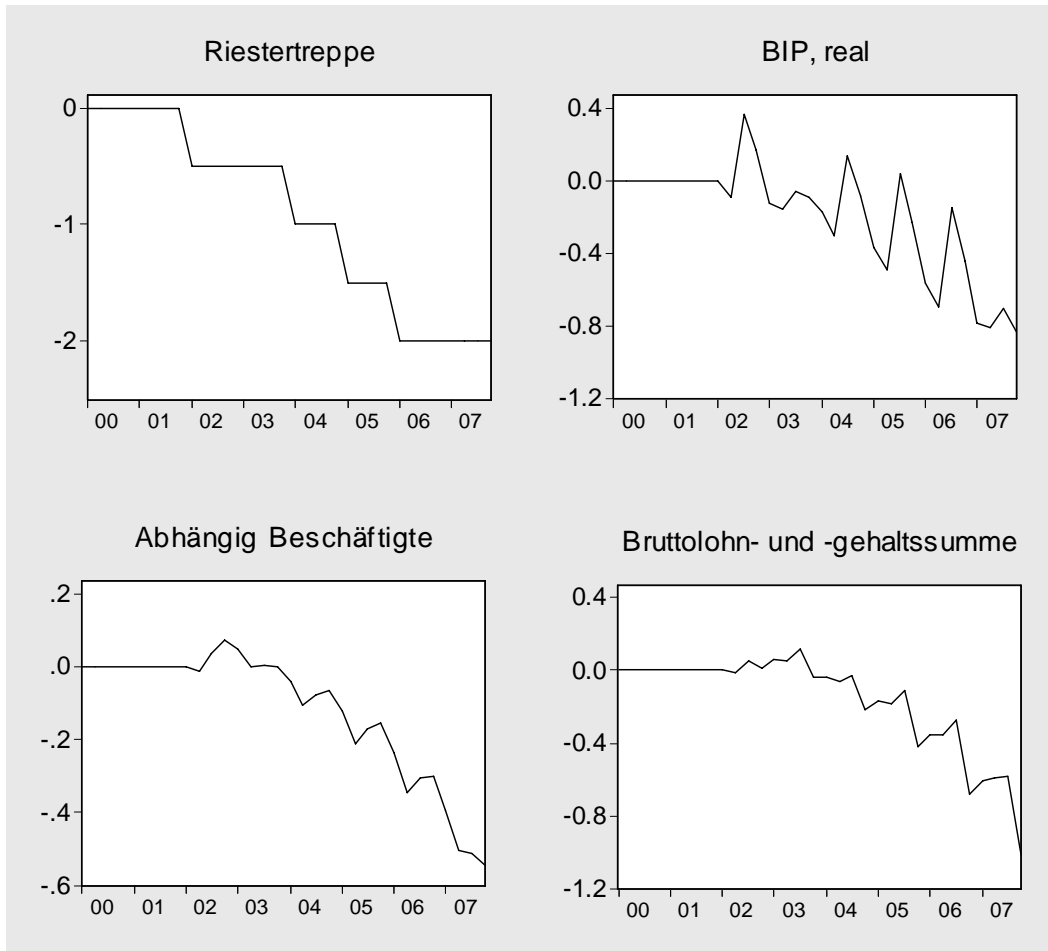 Riestertreppe
0
-1
-2
00 01 02 03 04 05 06 07
BIP, real
0.4
0.0
-0.4
-0.8
-1.2
00 01 02 03 04 05 06 07
Abhängig Beschäftigte
.2
.0
-.2
-.4
-.6
00 01 02 03 04 05 06 07
Bruttolohn- und -gehaltssumme
0.4
0.0
-0.4
-0.8
-1.2
00 01 02 03 04 05 06 07